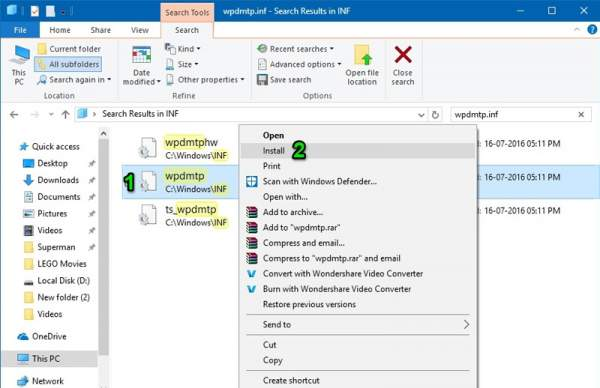 Search Tools
wpdmtp.inf - Search Results in INF
File
Home
Share
View
Search
This PC
Current folder
All subfolders
Search again in
Location
Date modified
Kind
Size
Other properties
Refine
Recent searches
Advanced options
Save search
Open file location
Options
Close search
Search Results in INF
wpdmtp.inf
Quick access
Desktop
Downloads
Documents
Pictures
Videos
Superman
LEGO Movies
Local Disk (D:)
New folder (2)
Videos
OneDrive
This PC
Network
wpdmtphw
C:\Windows\INF
16-07-2016 05:11 PM
1
wpdmtp
C:\Windows\INF
16-07-2016 05:11 PM
ts_wpdmtp
C:\Windows\INF
16-07-2016 05:11 PM
Open
Install 2
Print
Scan with Windows Defender...
Open with...
Add to archive...
Add to "wpdmtp.rar"
Compress and email...
Compress to "wpdmtp.rar" and email
Convert with Wondershare Video Converter
Burn with Wondershare Video Converter
Restore previous versions
Send to
Cut
Copy
Create shortcut